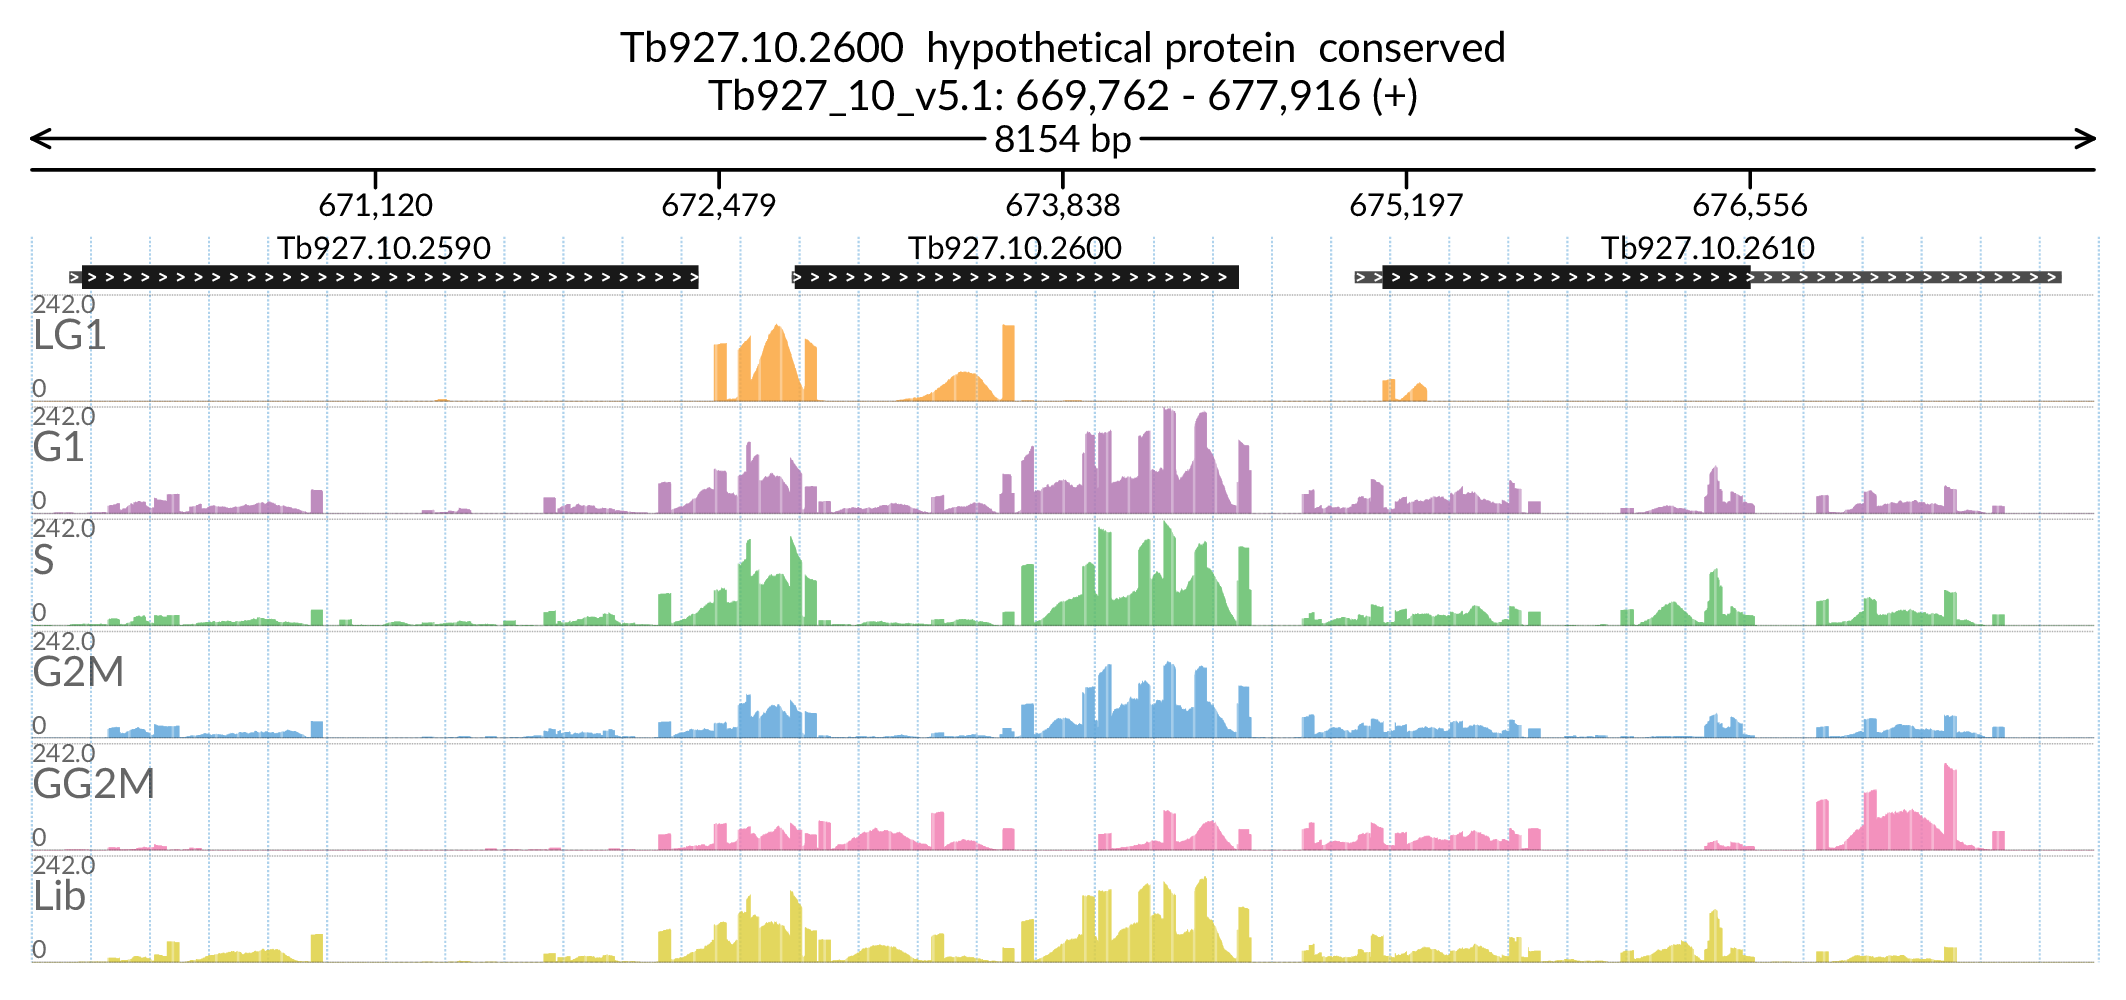 Tb927.10.2600 hypothetical protein conserved
Tb927_10_v5.1: 669,762 - 677,916 (+)
8154 bp
671,120 672,479 673,838 675,197 676,556
Tb927.10.2590 Tb927.10.2600 Tb927.10.2610
242.0
LG1
0
242.0
G1
0
242.0
S
0
242.0
G2M
0
242.0
GG2M
0
242.0
Lib
0